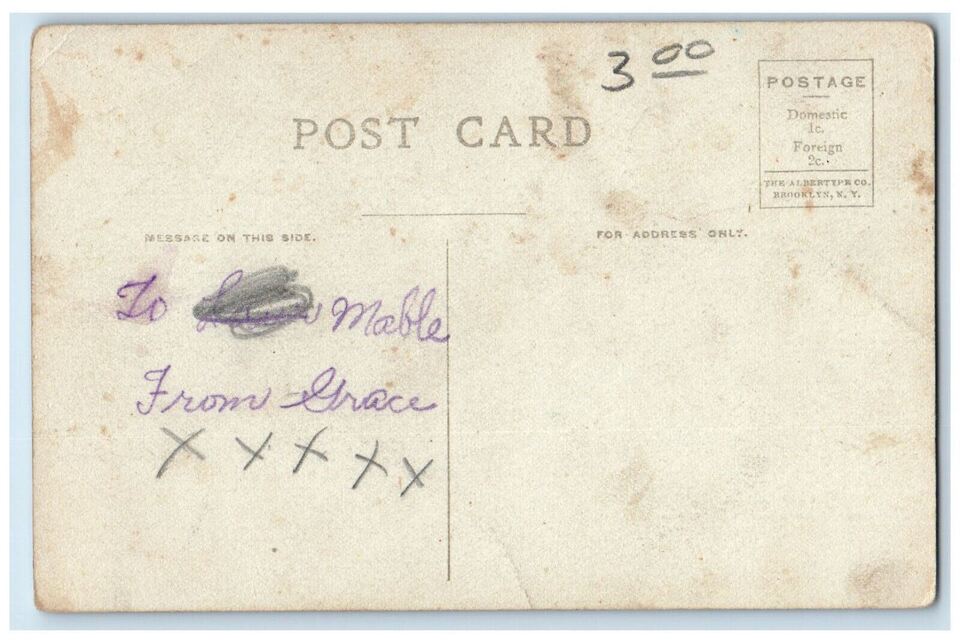 3 00
POST CARD
POSTAGE
Domestic
1c.
Foreign
2c.
THE ALBERTYPE CO.
BROOKLYN, N. Y.
MESSAGE ON THIS SIDE.
FOR ADDRESS ONLY.
To Mable
From Grace
X X X X X